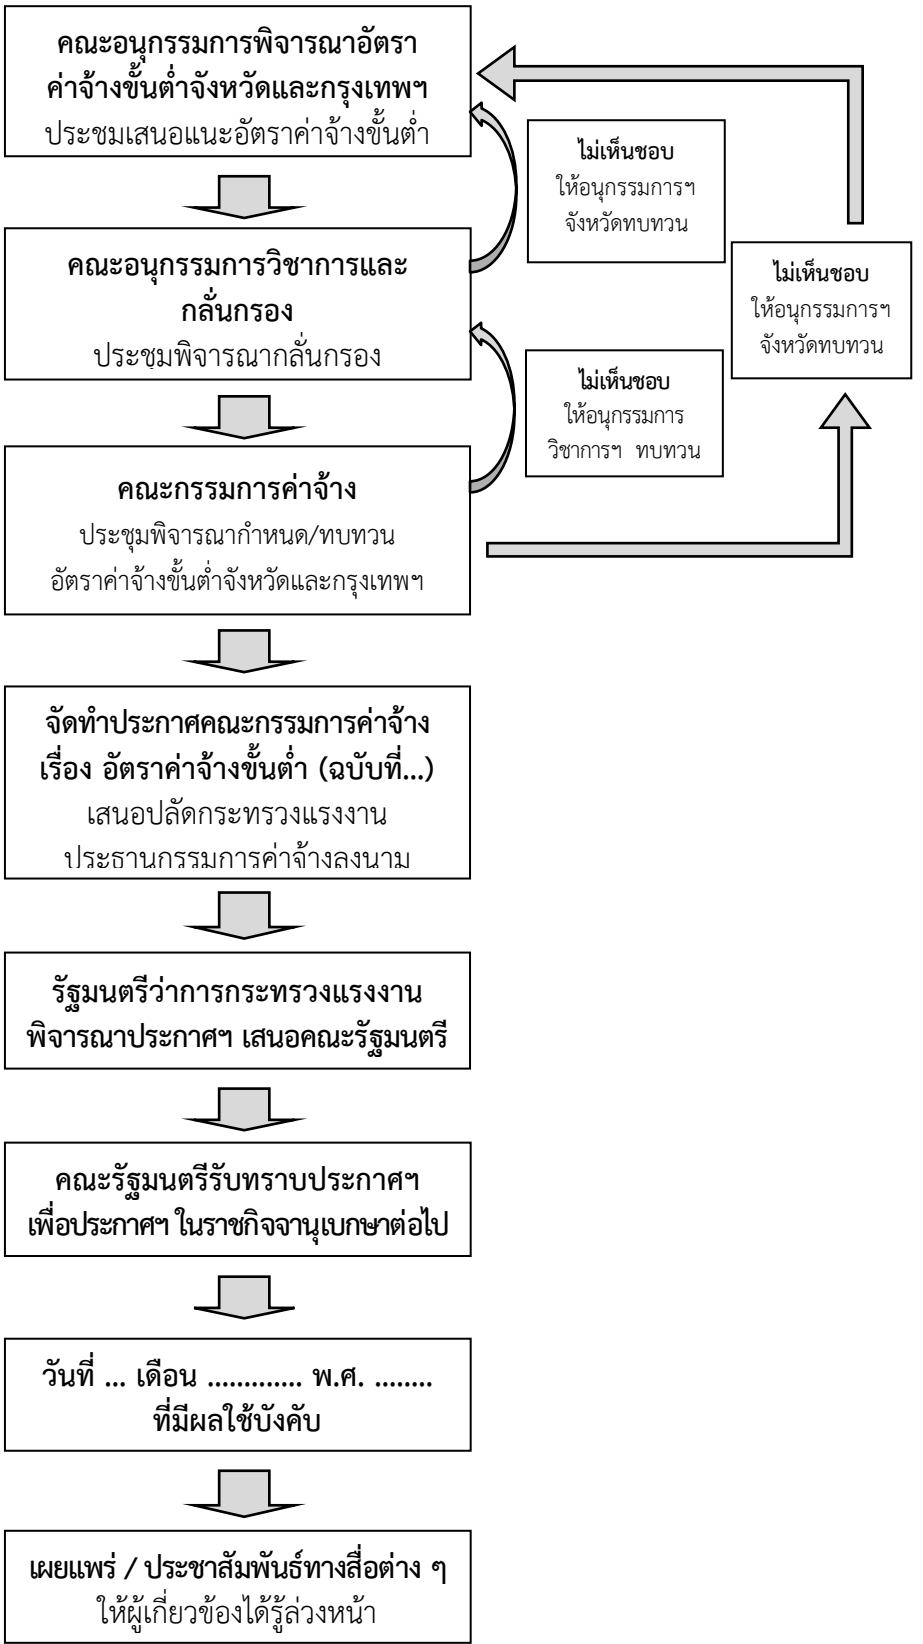 คณะอนุกรรมการพิจารณาอัตรา
ค่าจ้างขั้นต่ำจังหวัดและกรุงเทพฯ
ประชุมเสนอแนะอัตราค่าจ้างขั้นต่ำ
ไม่เห็นชอบ
ให้อนุกรรมการฯ
จังหวัดทบทวน
คณะอนุกรรมการวิชาการและ
กลั่นกรอง
ประชุมพิจารณากลั่นกรอง
ไม่เห็นชอบ
ให้อนุกรรมการฯ
จังหวัดทบทวน
ไม่เห็นชอบ
ให้อนุกรรมการ
วิชาการฯ ทบทวน
คณะกรรมการค่าจ้าง
ประชุมพิจารณากำหนด/ทบทวน
อัตราค่าจ้างขั้นต่ำจังหวัดและกรุงเทพฯ
จัดทำประกาศคณะกรรมการค่าจ้าง
เรื่อง อัตราค่าจ้างขั้นต่ำ (ฉบับที่...)
เสนอปลัดกระทรวงแรงงาน
ประธานกรรมการค่าจ้างลงนาม
รัฐมนตรีว่าการกระทรวงแรงงาน
พิจารณาประกาศฯ เสนอคณะรัฐมนตรี
คณะรัฐมนตรีรับทราบประกาศฯ
เพื่อประกาศฯ ในราชกิจจานุเบกษาต่อไป
วันที่ ... เดือน ............. พ.ศ. ........
ที่มีผลใช้บังคับ
เผยแพร่ / ประชาสัมพันธ์ทางสื่อต่าง ๆ
ให้ผู้เกี่ยวข้องได้รู้ล่วงหน้า